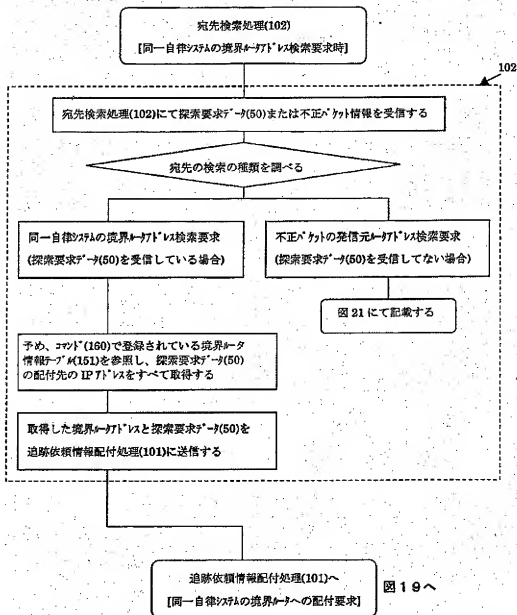 宛先検索処理(102)
[同一自律システムの境界ルータアドレス検索要求時]
102
宛先検索処理(102)にて探索要求データ(50)または不正パケット情報を受信する
宛先の検索の種類を調べる
同一自律システムの境界ルータアドレス検索要求
(探索要求データ(50)を受信している場合)
不正パケットの発信元ルータアドレス検索要求
(探索要求データ(50)を受信してない場合)
図 21 にて記載する
予め、コマンド(160)で登録されている境界ルータ
情報テーブル(151)を参照し、探索要求データ(50)
の配付先の IP アドレスをすべて取得する
取得した境界ルータアドレスと探索要求データ(50)を
追跡依頼情報配付処理(101)に送信する
追跡依頼情報配付処理(101)へ
[同一自律システムの境界ルータへの配付要求]
図19へ